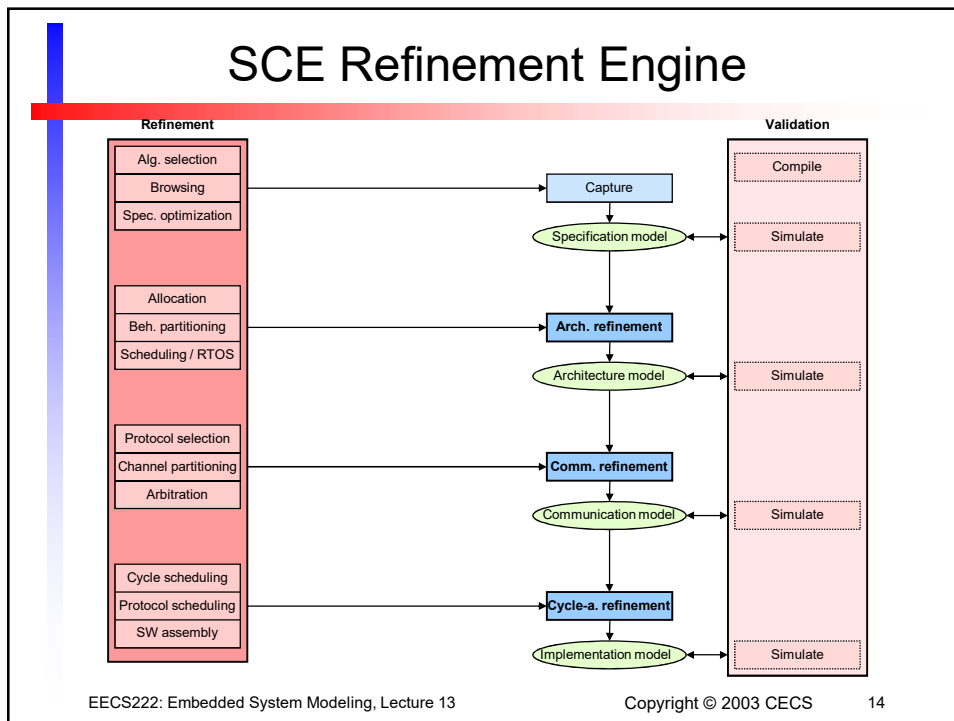 SCE Refinement Engine
Refinement
Validation
Alg. selection
Browsing
Spec. optimization
Capture
Compile
Specification model
Simulate
Allocation
Beh. partitioning
Scheduling / RTOS
Arch. refinement
Architecture model
Simulate
Protocol selection
Channel partitioning
Arbitration
Comm. refinement
Communication model
Simulate
Cycle scheduling
Protocol scheduling
SW assembly
Cycle-a. refinement
Implementation model
Simulate
EECS222: Embedded System Modeling, Lecture 13
Copyright © 2003 CECS
14